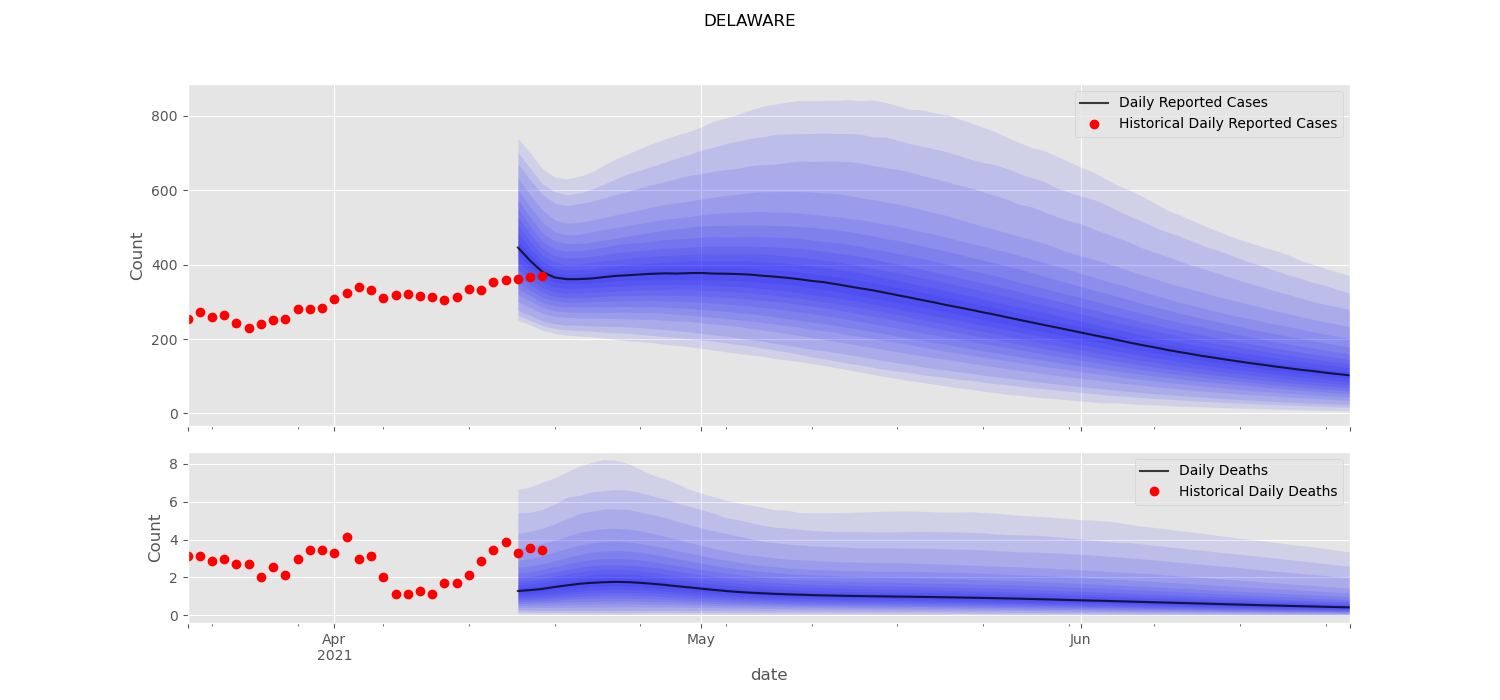 DELAWARE
Daily Reported Cases
Historical Daily Reported Cases
Count
800
600
400
200
0
Daily Deaths
Historical Daily Deaths
Count
8
6
4
2
0
Apr
2021
May
Jun
date